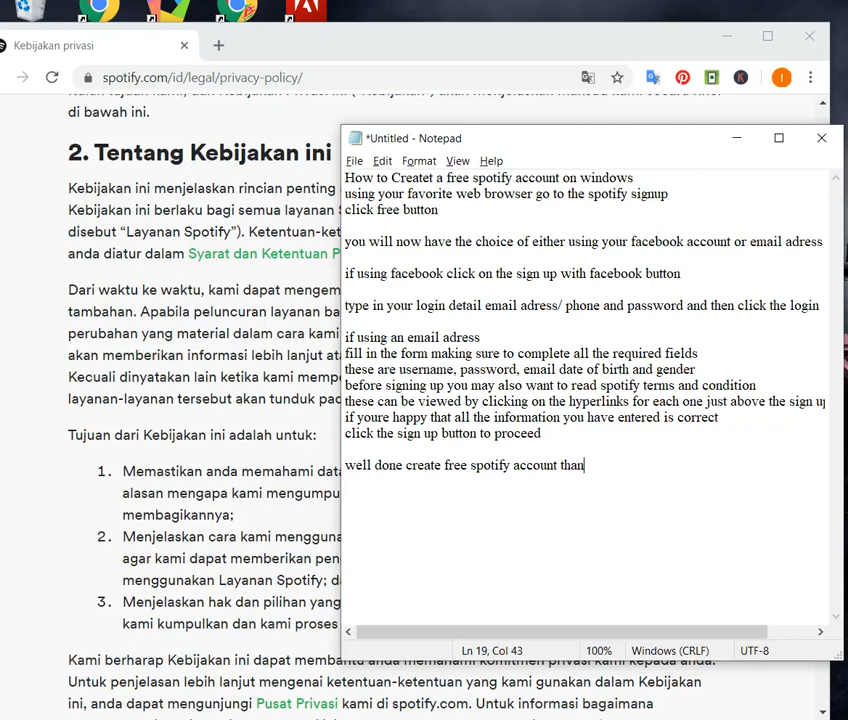 Kebijakan privasi
spotify.com/id/legal/privacy-policy/
di bawah ini.
2. Tentang Kebijakan ini
Kebijakan ini menjelaskan rincian penting
Kebijakan ini berlaku bagi semua layanan
disebut “Layanan Spotify”). Ketentuan-ket
anda diatur dalam Syarat dan Ketentuan P
Dari waktu ke waktu, kami dapat mengem
tambahan. Apabila peluncuran layanan ba
perubahan yang material dalam cara kami
akan memberikan informasi lebih lanjut ata
Kecuali dinyatakan lain ketika kami mempe
layanan-layanan tersebut akan tunduk pad
Tujuan dari Kebijakan ini adalah untuk:
1. Memastikan anda memahami data
alasan mengapa kami mengumpu
membagikannya;
2. Menjelaskan cara kami mengguna
agar kami dapat memberikan pen
menggunakan Layanan Spotify; da
3. Menjelaskan hak dan pilihan yang
kami kumpulkan dan kami proses
Kami berharap Kebijakan ini dapat membantu anda memahami komitmen privasi kami kepada anda.
Untuk penjelasan lebih lanjut mengenai ketentuan-ketentuan yang kami gunakan dalam Kebijakan
ini, anda dapat mengunjungi Pusat Privasi kami di spotify.com. Untuk informasi bagaimana
*Untitled - Notepad
File Edit Format View Help
How to Createt a free spotify account on windows
using your favorite web browser go to the spotify signup
click free button
you will now have the choice of either using your facebook account or email adress
if using facebook click on the sign up with facebook button
type in your login detail email adress/ phone and password and then click the login
if using an email adress
fill in the form making sure to complete all the required fields
these are username, password, email date of birth and gender
before signing up you may also want to read spotify terms and condition
these can be viewed by clicking on the hyperlinks for each one just above the sign up
if youre happy that all the information you have entered is correct
click the sign up button to proceed
well done create free spotify account than
Ln 19, Col 43 100% Windows (CRLF) UTF-8